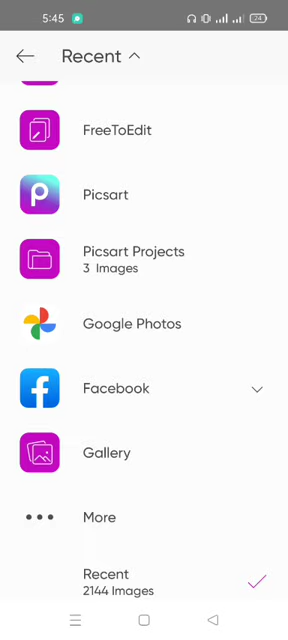 5:45
24
Recent
FreeToEdit
Picsart
Picsart Projects
3 Images
Google Photos
Facebook
Gallery
More
Recent
2144 Images